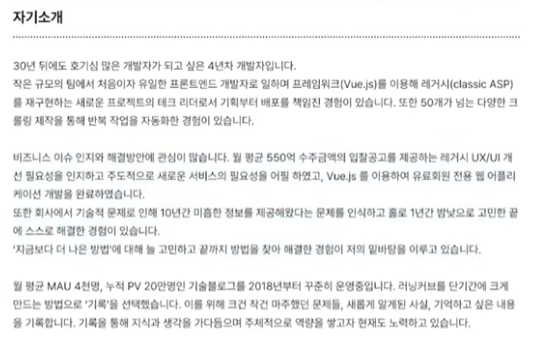 자기소개
30년 뒤에도 호기심 많은 개발자가 되고 싶은 4년차 개발자입니다.
작은 규모의 팀에서 처음이자 유일한 프론트엔드 개발자로 일하며 프레임워크(Vue.js)를 이용해 레거시(classic ASP)
를 재구현하는 새로운 프로젝트의 테크 리더로서 기획부터 배포를 책임진 경험이 있습니다. 또한 50개가 넘는 다양한 크
롤링 제작을 통해 반복 작업을 자동화한 경험이 있습니다.
비즈니스 이슈 인지와 해결방안에 관심이 많습니다. 월 평균 550억 수주금액의 입찰공고를 제공하는 레거시 UX/UI 개
선 필요성을 인지하고 주도적으로 새로운 서비스의 필요성을 어필 하였고, Vue.js 를 이용하여 유료회원 전용 웹 어플리
케이션 개발을 완료하였습니다.
또한 회사에서 기술적 문제로 인해 10년간 미흡한 정보를 제공해왔다는 문제를 인식하고 홀로 1년간 밤낮으로 고민한 끝
에 스스로 해결한 경험이 있습니다.
'지금보다 더 나은 방법'에 대해 늘 고민하고 끝까지 방법을 찾아 해결한 경험이 저의 밑바탕을 이루고 있습니다.
월 평균 MAU 4천명, 누적 PV 20만명인 기술블로그를 2018년부터 꾸준히 운영중입니다. 러닝커브를 단기간에 크게
만드는 방법으로 '기록'을 선택했습니다. 이를 위해 크건 작건 마주했던 문제들, 새롭게 알게된 사실, 기억하고 싶은 내용
을 기록합니다. 기록을 통해 지식과 생각을 가다듬으며 주체적으로 역량을 쌓고자 현재도 노력하고 있습니다.